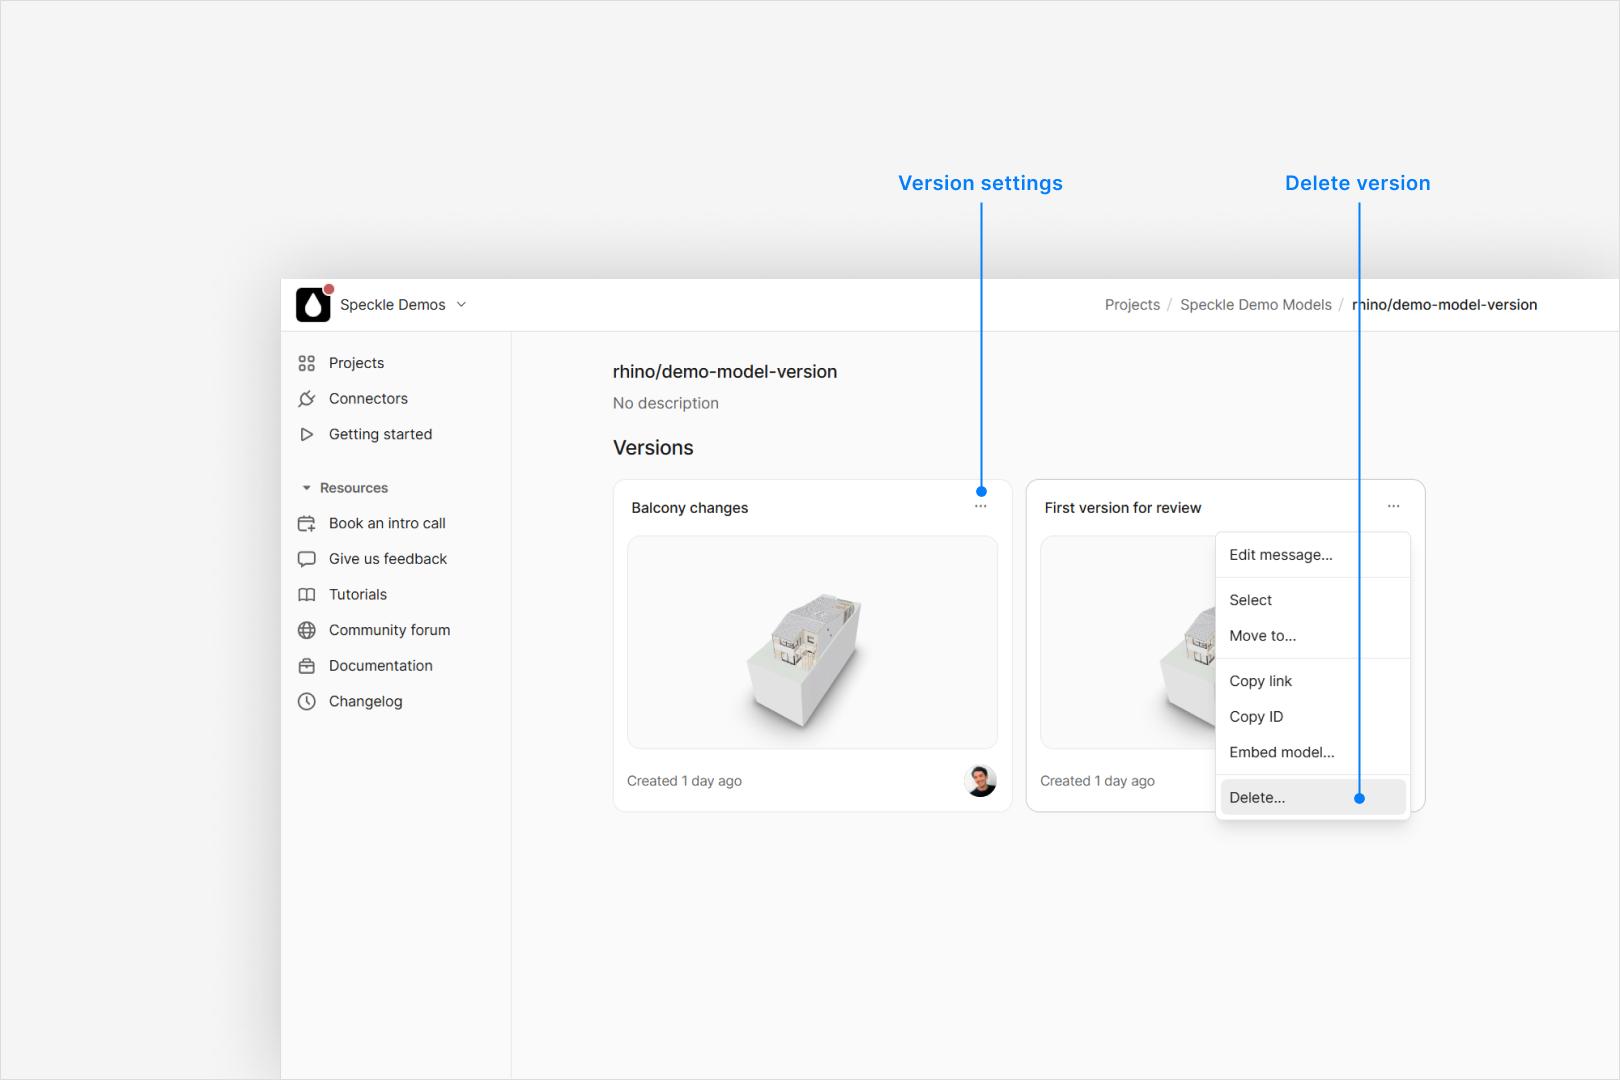 Version settings
Delete version
Speckle Demos
Projects / Speckle Demo Models / rhino/demo-model-version
Projects
Connectors
Getting started
Resources
Book an intro call
Give us feedback
Tutorials
Community forum
Documentation
Changelog
rhino/demo-model-version
No description
Versions
Balcony changes
...
Created 1 day ago
First version for review
...
Edit message...
Select
Move to...
Copy link
Copy ID
Embed model...
Delete...
Created 1 day ago